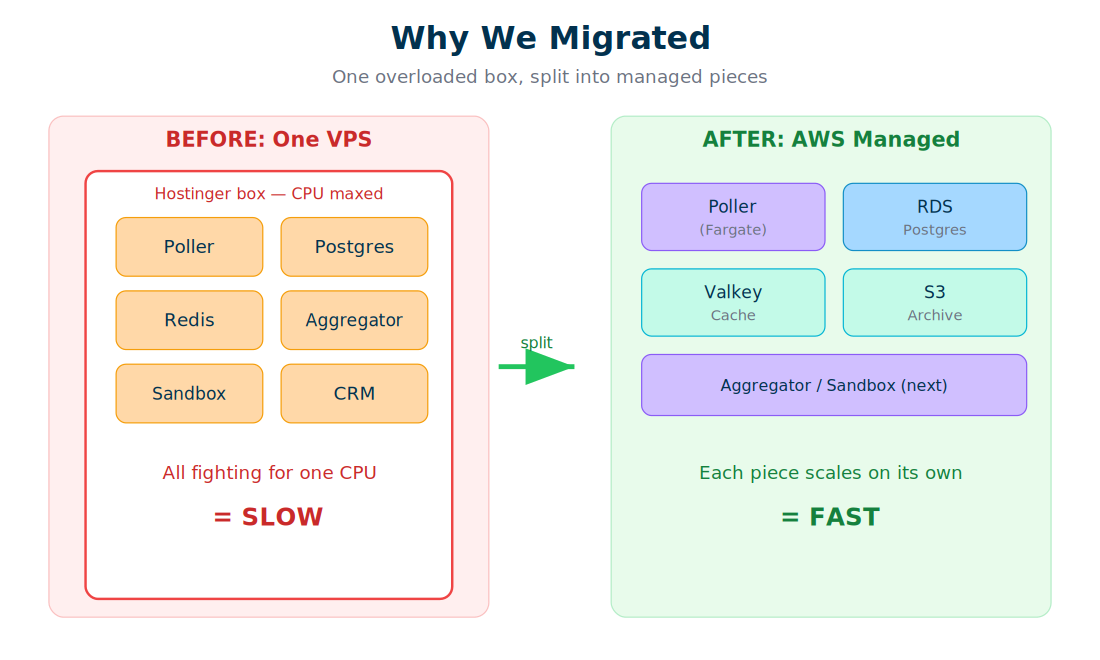 Why We Migrated
One overloaded box, split into managed pieces
BEFORE: One VPS
Hostinger box — CPU maxed
Poller
Postgres
Redis
Aggregator
Sandbox
CRM
All fighting for one CPU
= SLOW
split
AFTER: AWS Managed
Poller
(Fargate)
RDS
Postgres
Valkey
Cache
S3
Archive
Aggregator / Sandbox (next)
Each piece scales on its own
= FAST